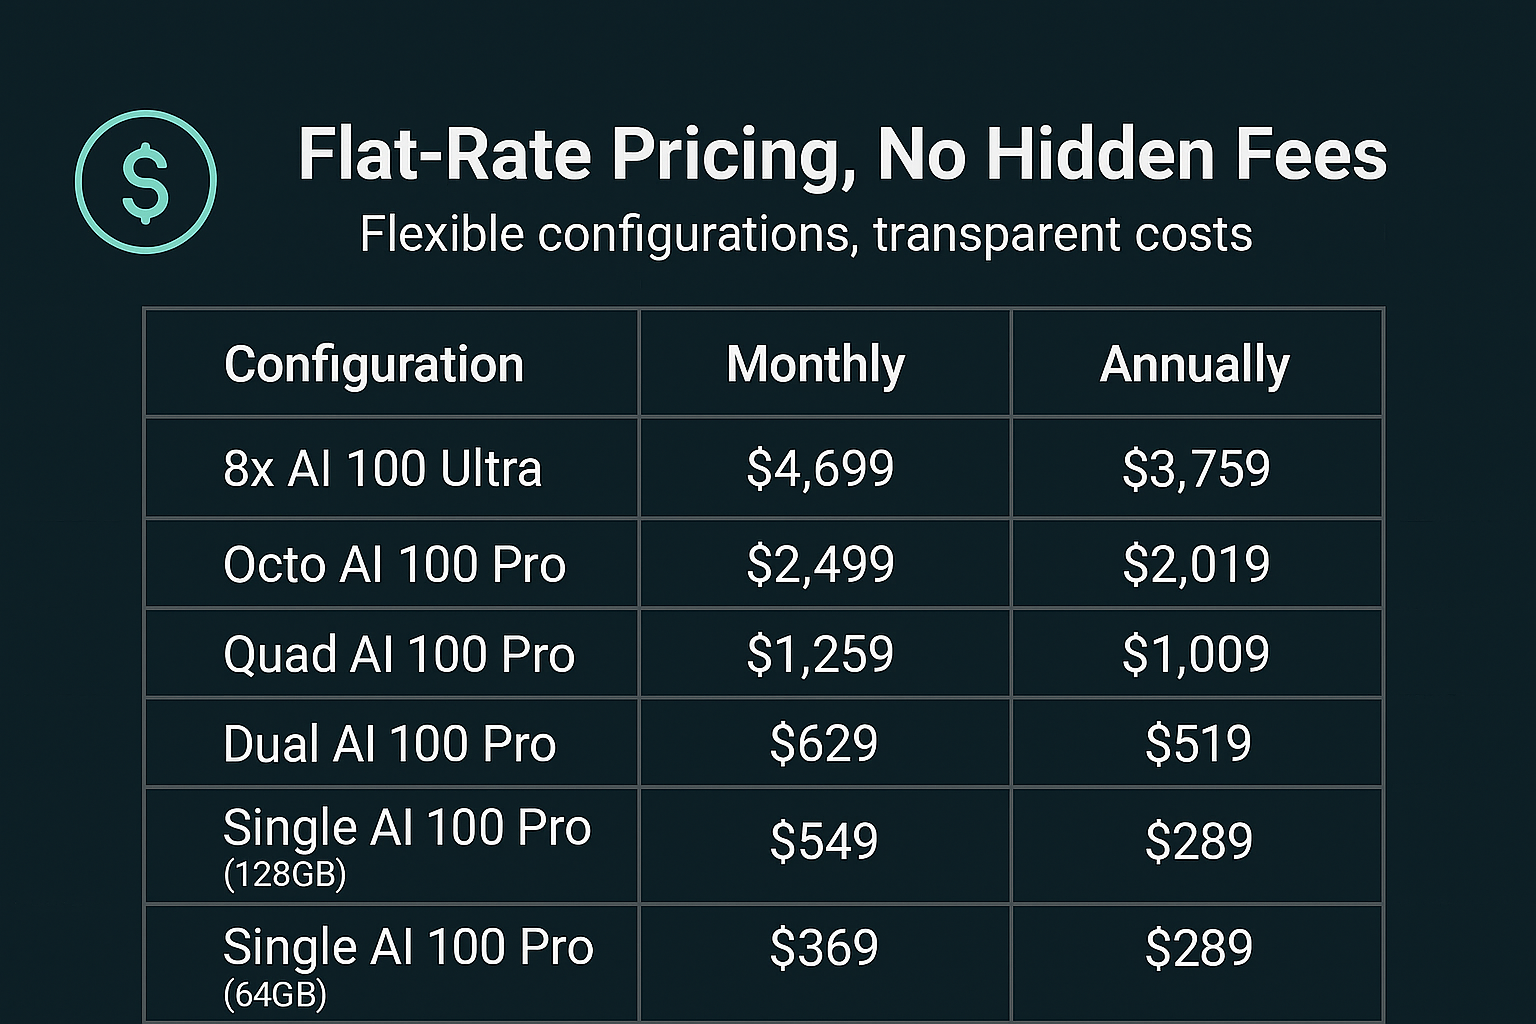 $
Flat-Rate Pricing, No Hidden Fees
Flexible configurations, transparent costs
Configuration Monthly Annually
8x AI 100 Ultra $4,699 $3,759
Octo AI 100 Pro $2,499 $2,019
Quad AI 100 Pro $1,259 $1,009
Dual AI 100 Pro $629 $519
Single AI 100 Pro $549 $289
(128GB)
Single AI 100 Pro $369 $289
(64GB)